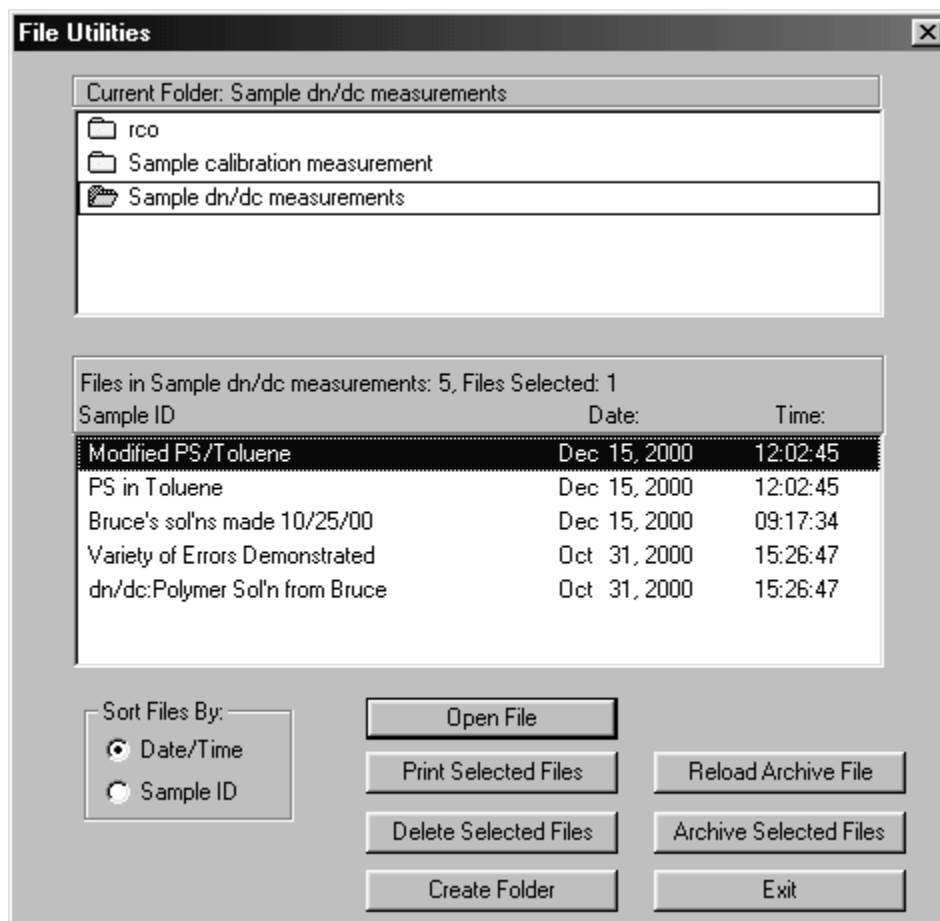 File Utilities
Current Folder: Sample dn/dc measurements
rco
Sample calibration measurement
Sample dn/dc measurements
Files in Sample dn/dc measurements: 5, Files Selected: 1
Sample ID Date: Time:
Modified PS/Toluene Dec 15, 2000 12:02:45
PS in Toluene Dec 15, 2000 12:02:45
Bruce's sol'ns made 10/25/00 Dec 15, 2000 09:17:34
Variety of Errors Demonstrated Oct 31, 2000 15:26:47
dn/dc:Polymer Sol'n from Bruce Oct 31, 2000 15:26:47
Sort Files By:
Date/Time
Sample ID
Open File
Print Selected Files Reload Archive File
Delete Selected Files Archive Selected Files
Create Folder Exit